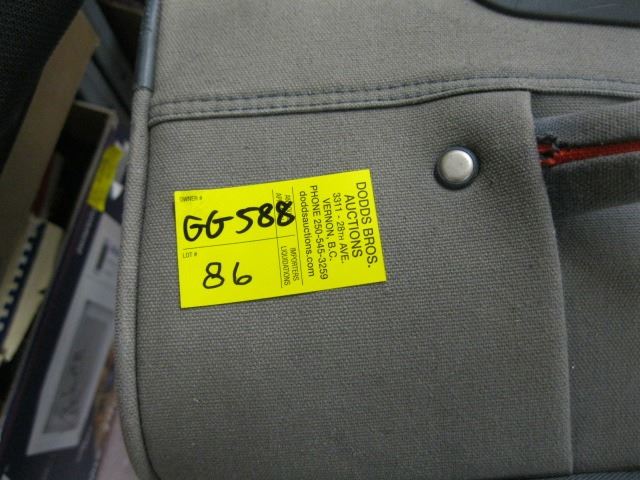 OWNER #
GG588
LOT #
86
IMPORTERS
LIQUIDATIONS
DODDS BROS.
AUCTIONS
3311 - 28TH AVE.
VERNON, B.C.
PHONE 250-545-3259
doddsauctions.com